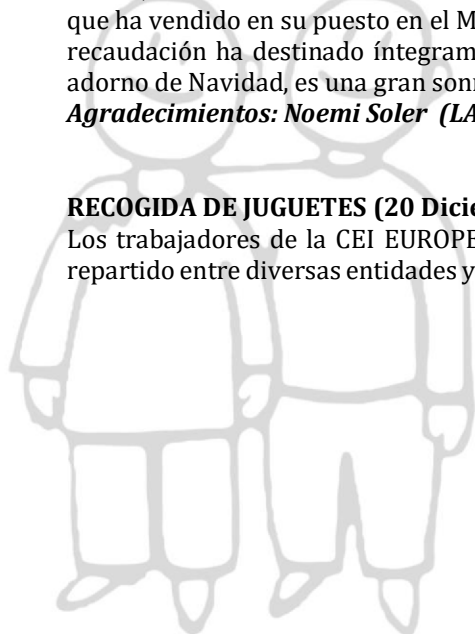 que ha vendido en su puesto en el M
recaudación ha destinado íntegram
adorno de Navidad, es una gran sonr
Agradecimientos: Noemi Soler (LA
RECOGIDA DE JUGUETES (20 Dicie
Los trabajadores de la CEI EUROPE
repartido entre diversas entidades y